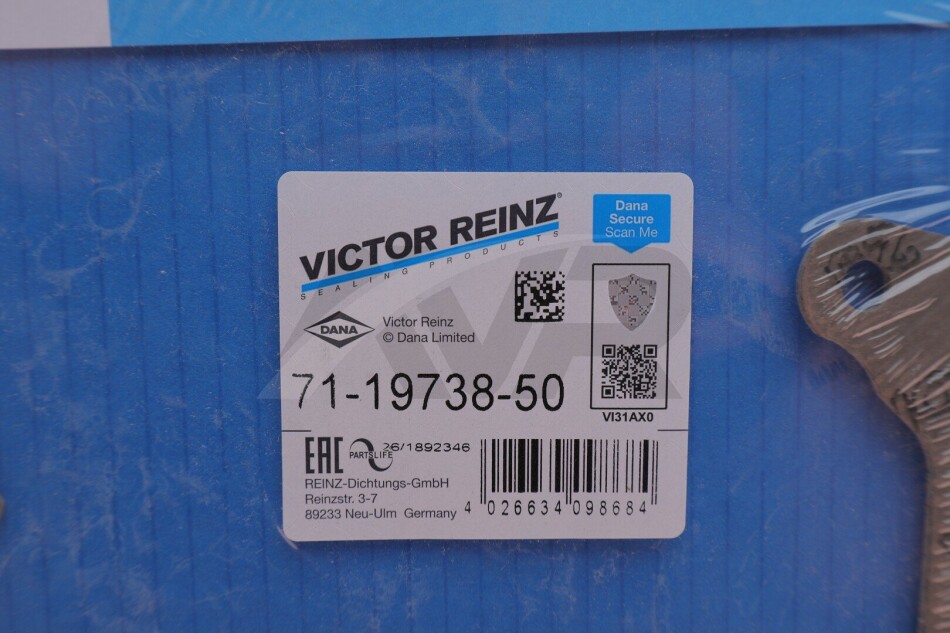 VICTOR REINZ®
SEALING PRODUCTS
Dana
Secure
Scan Me
DANA
Victor Reinz
© Dana Limited
71-19738-50
VI31AX0
EAC
PARTSLIFE
26/1892346
REINZ-Dichtungs-GmbH
Reinzstr. 3-7
89233 Neu-Ulm Germany
4 026634 098684
AVR